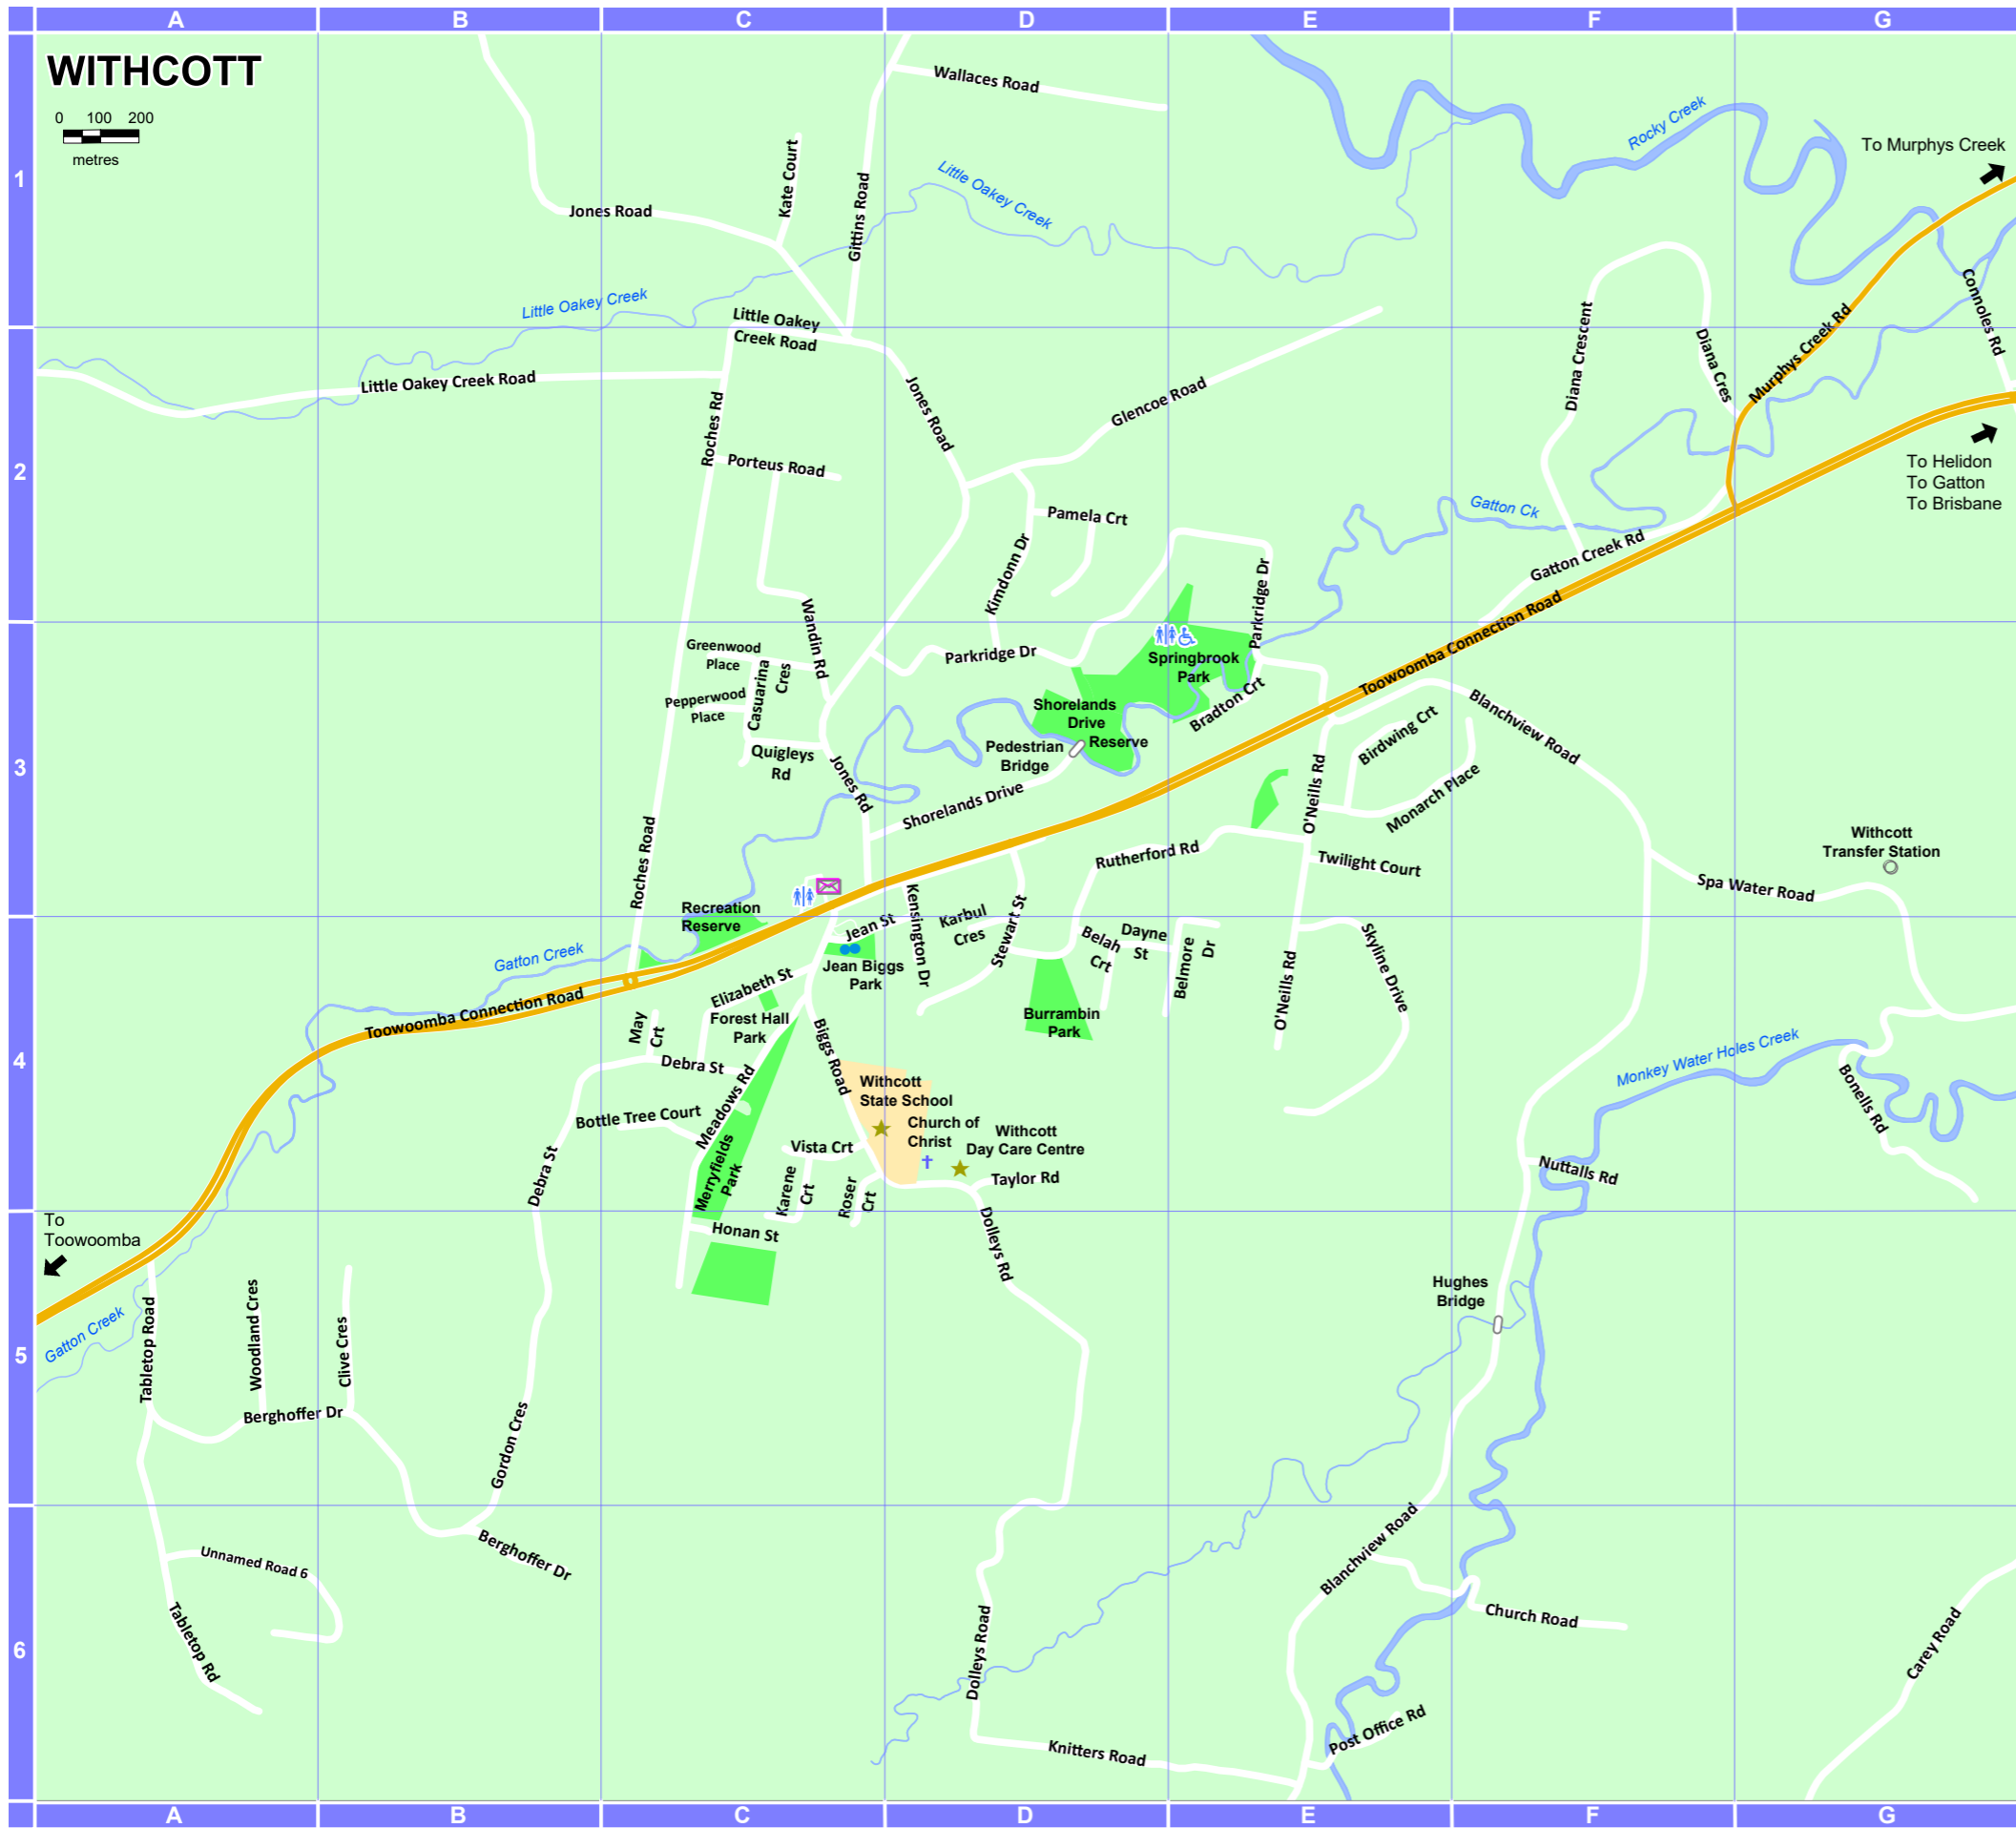 A B C D E F G
WITHCOTT
0 100 200
metres
1
Wallaces Road
Rocky Creek
To Murphys Creek
Kate Court
Gittins Road
Little Oakey Creek
Jones Road
Little Oakey Creek
Connoles Rd
Little Oakey
Creek Road
Diana Crescent
Diana Cres
Murphys Creek Rd
Little Oakey Creek Road
Roches Rd
Jones Road
Glencoe Road
2
Porteus Road
To Helidon
To Gatton
To Brisbane
Pamela Crt
Gatton Ck
Kimdonn Dr
Gatton Creek Rd
Parkridge Dr
Wandin Rd
Toowoomba Connection Road
Greenwood
Place
Casuarina
Cres
Parkridge Dr
Springbrook
Park
Pepperwood
Place
Bradton Crt
Shorelands
Drive
Reserve
Blanchview Road
Birdwing Crt
Pedestrian
Bridge
Quigleys
Rd
3
Jones Rd
Shorelands Drive
O'Neills Rd
Monarch Place
Roches Road
Rutherford Rd
Twilight Court
Withcott
Transfer Station
Spa Water Road
Recreation
Reserve
Jean St
Kensington Dr
Karbul
Cres
Stewart St
Belah
Crt
Dayne
St
Belmore
Dr
O'Neills Rd
Skyline Drive
Gatton Creek
Jean Biggs
Park
Toowoomba Connection Road
Elizabeth St
Forest Hall
Park
May
Crt
Biggs Road
Burrambin
Park
4
Debra St
Monkey Water Holes Creek
Meadows Rd
Withcott
State School
Bonells Rd
Bottle Tree Court
Church of
Christ
Withcott
Day Care Centre
Vista Crt
Merryfields
Park
Debra St
Karene
Crt
Roser
Crt
Taylor Rd
Nuttalls Rd
To
Toowoomba
Honan St
Dolleys Rd
Hughes
Bridge
Gatton Creek
Tabletop Road
Woodland Cres
Clive Cres
5
Berghoffer Dr
Gordon Cres
Blanchview Road
Berghoffer Dr
Unnamed Road 6
Tabletop Rd
Dolleys Road
Church Road
Carey Road
6
Post Office Rd
Knitters Road
A B C D E F G